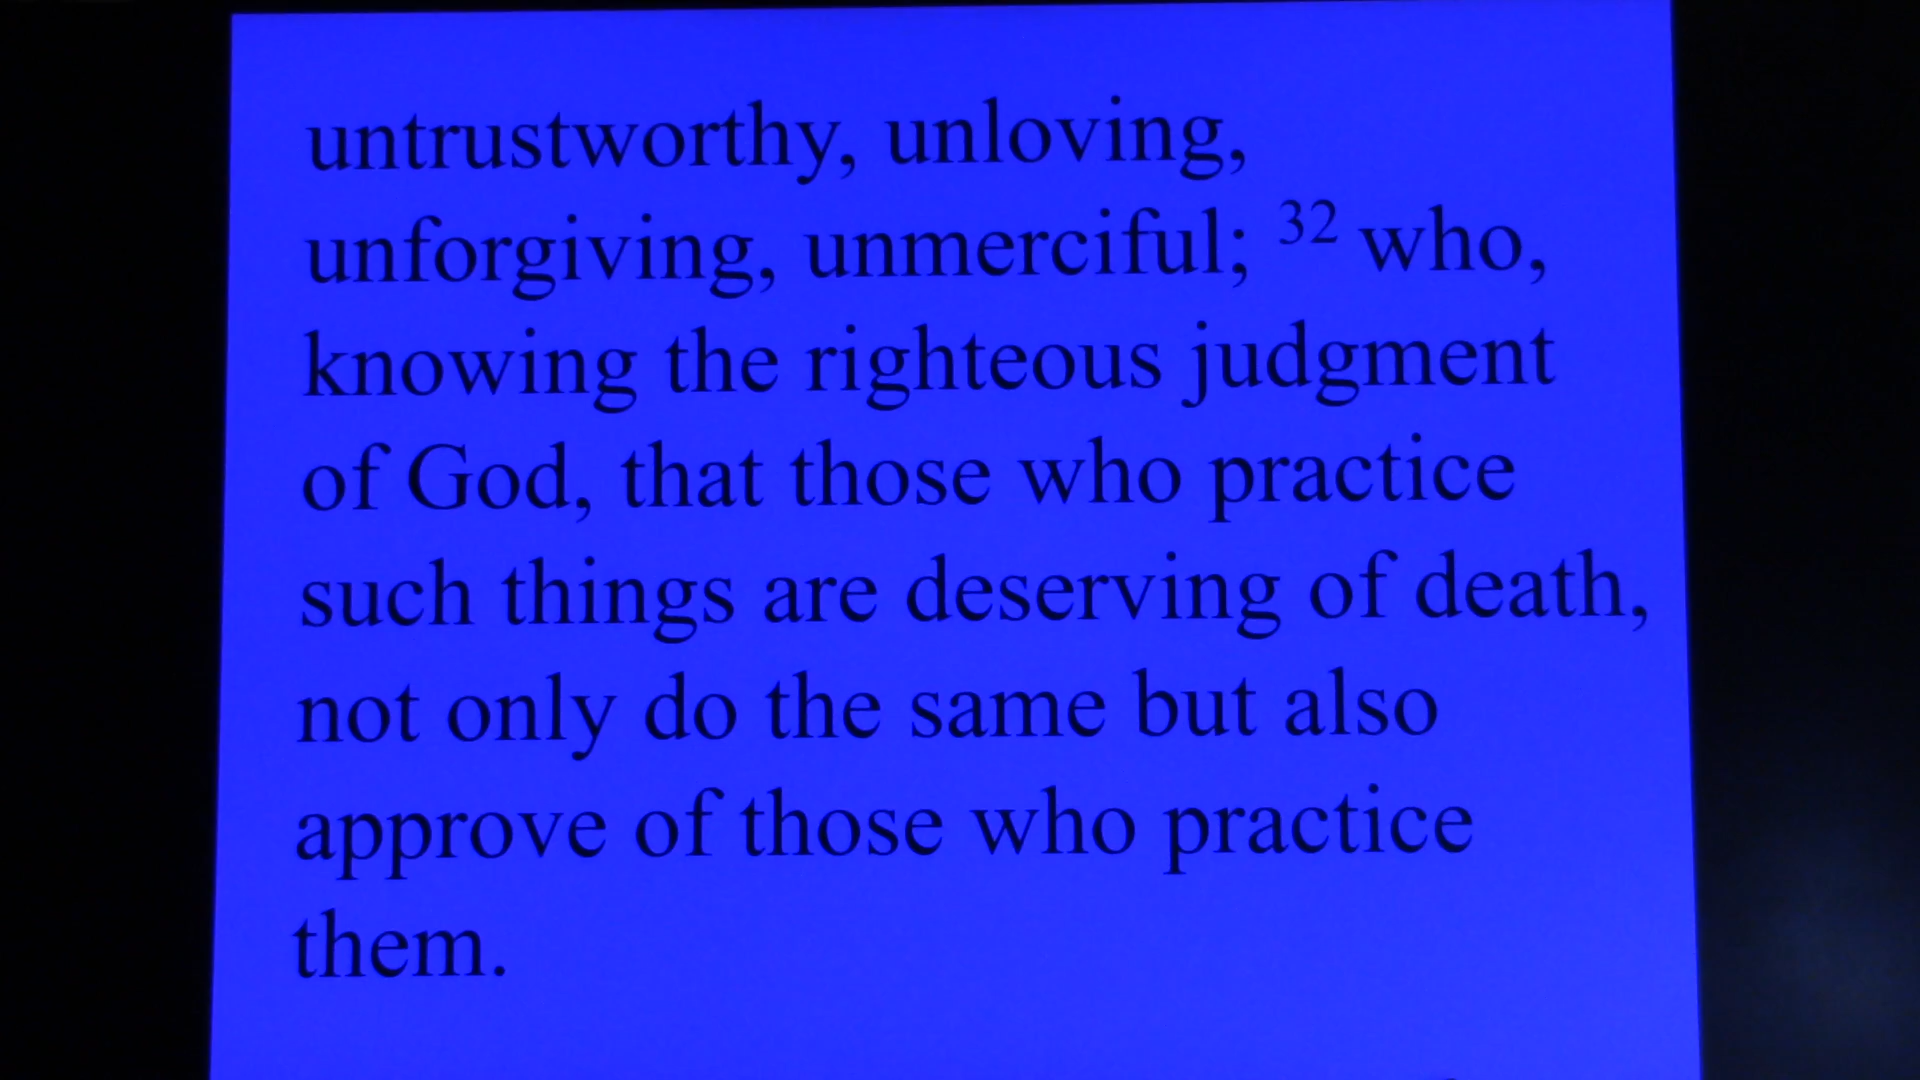 untrustworthy, unloving,
unforgiving, unmerciful; 32 who,
knowing the righteous judgment
of God, that those who practice
such things are deserving of death,
not only do the same but also
approve of those who practice
them.